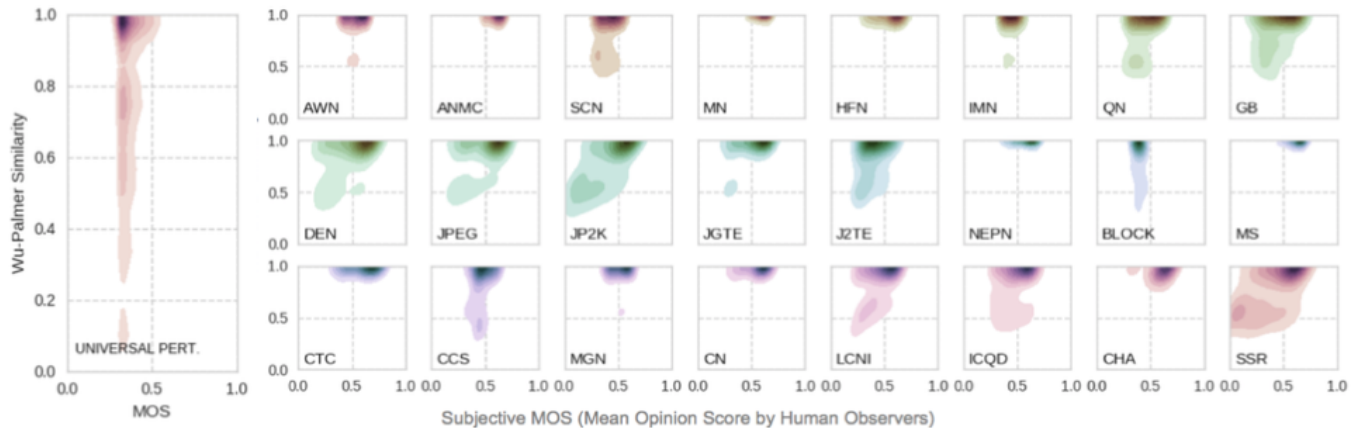 Wu-Palmer Similarity
1.0
0.8
0.6
0.4
0.2
0.0
UNIVERSAL PERT.
0.0 0.5 1.0
MOS
1.0
0.5
0.0
AWN ANMC SCN MN HFN IMN QN GB
1.0
0.5
0.0
DEN JPEG JP2K JGTE J2TE NEPN BLOCK MS
1.0
0.5
0.0
CTC CCS MGN CN LCNI ICQD CHA SSR
0.0 0.5 1.0 0.0 0.5 1.0 0.0 0.5 1.0 0.0 0.5 1.0 0.0 0.5 1.0 0.0 0.5 1.0 0.0 0.5 1.0 0.0 0.5 1.0
Subjective MOS (Mean Opinion Score by Human Observers)